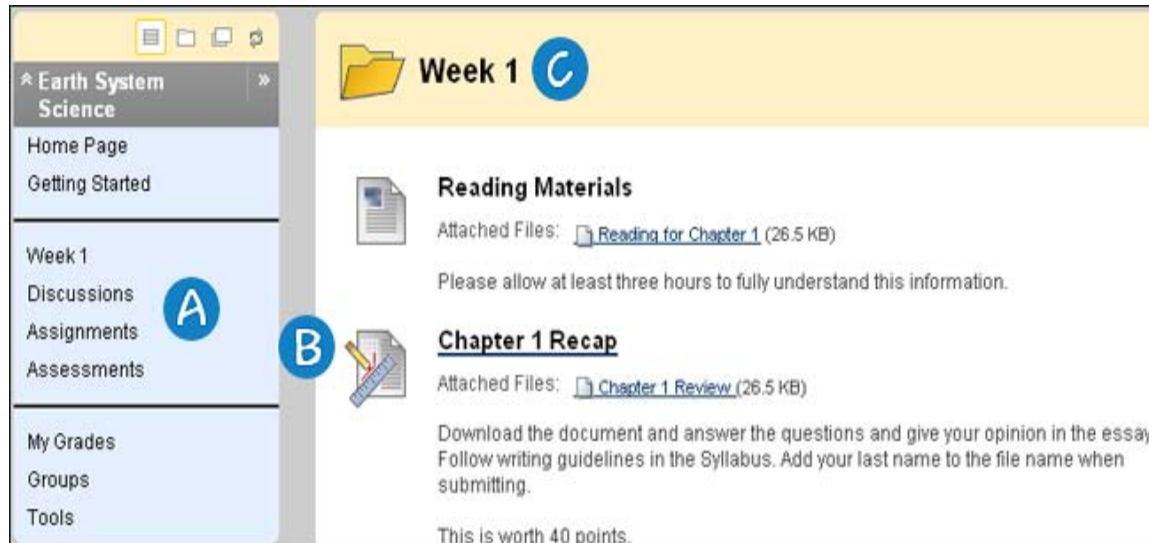 Earth System
Science
Home Page
Getting Started
Week 1
Discussions
Assignments
Assessments
A
My Grades
Groups
Tools
Week 1
C
Reading Materials
Attached Files: Reading for Chapter 1 (26.5 KB)
Please allow at least three hours to fully understand this information.
B
Chapter 1 Recap
Attached Files: Chapter 1 Review (26.5 KB)
Download the document and answer the questions and give your opinion in the essay
Follow writing guidelines in the Syllabus. Add your last name to the file name when
submitting.
This is worth 40 points.